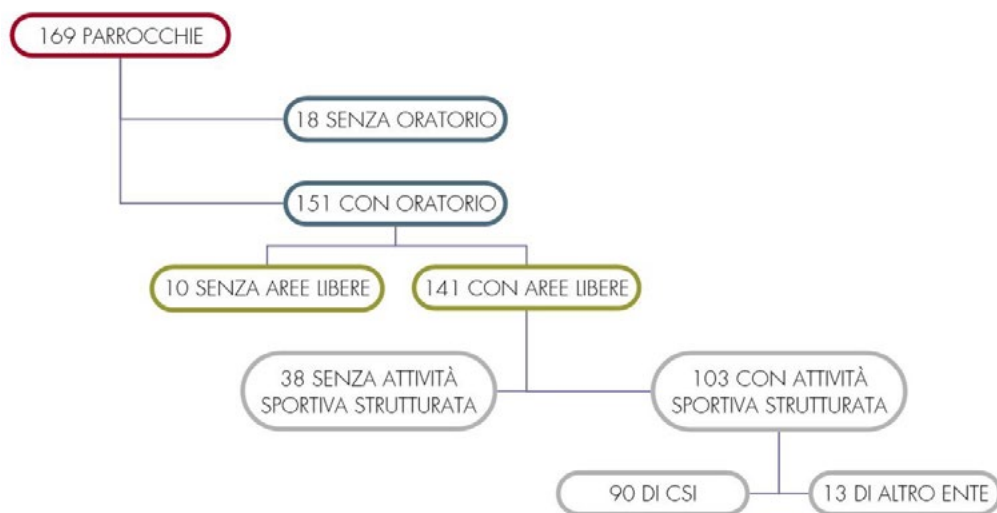 169 PARROCCHIE
18 SENZA ORATORIO
151 CON ORATORIO
10 SENZA AREE LIBERE
141 CON AREE LIBERE
38 SENZA ATTIVITÀ
SPORTIVA STRUTTURATA
103 CON ATTIVITÀ
SPORTIVA STRUTTURATA
90 DI CSI
13 DI ALTRO ENTE